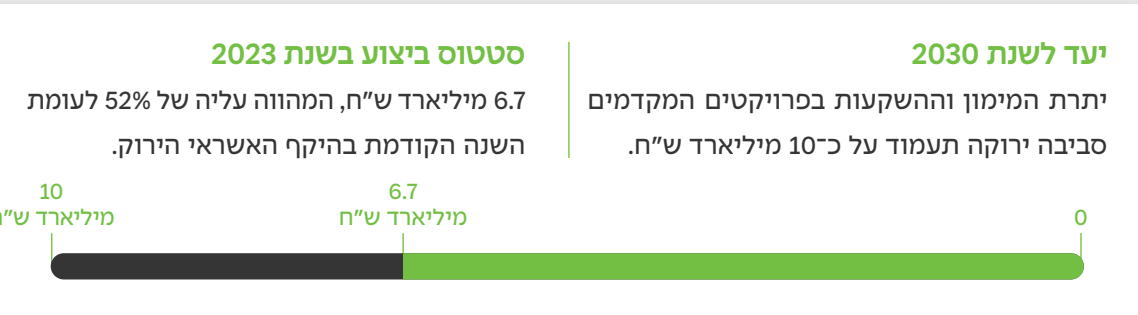 יעד לשנת 2030
יתרת המימון וההשקעות בפרויקטים המקדמים
סביבה ירוקה תעמוד על כ־10 מיליארד ש"ח.
סטטוס ביצוע בשנת 2023
6.7 מיליארד ש"ח, המהווה עליה של 52% לעומת
השנה הקודמת בהיקף האשראי הירוק.
0
6.7
מיליארד ש"ח
10
מיליארד ש"ח